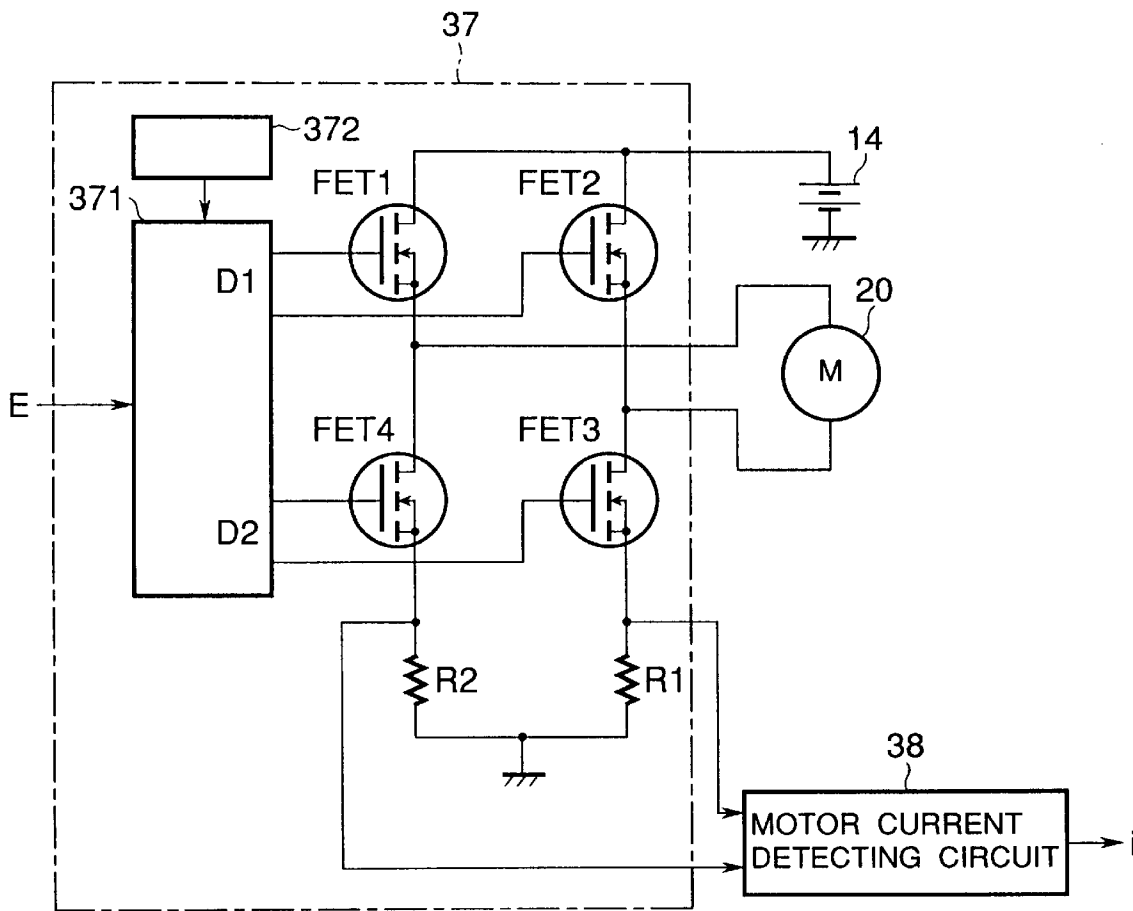 37
372
14
371
FET1
FET2
D1
20
M
E
FET4
FET3
D2
R2
R1
38
MOTOR CURRENT
DETECTING CIRCUIT
i